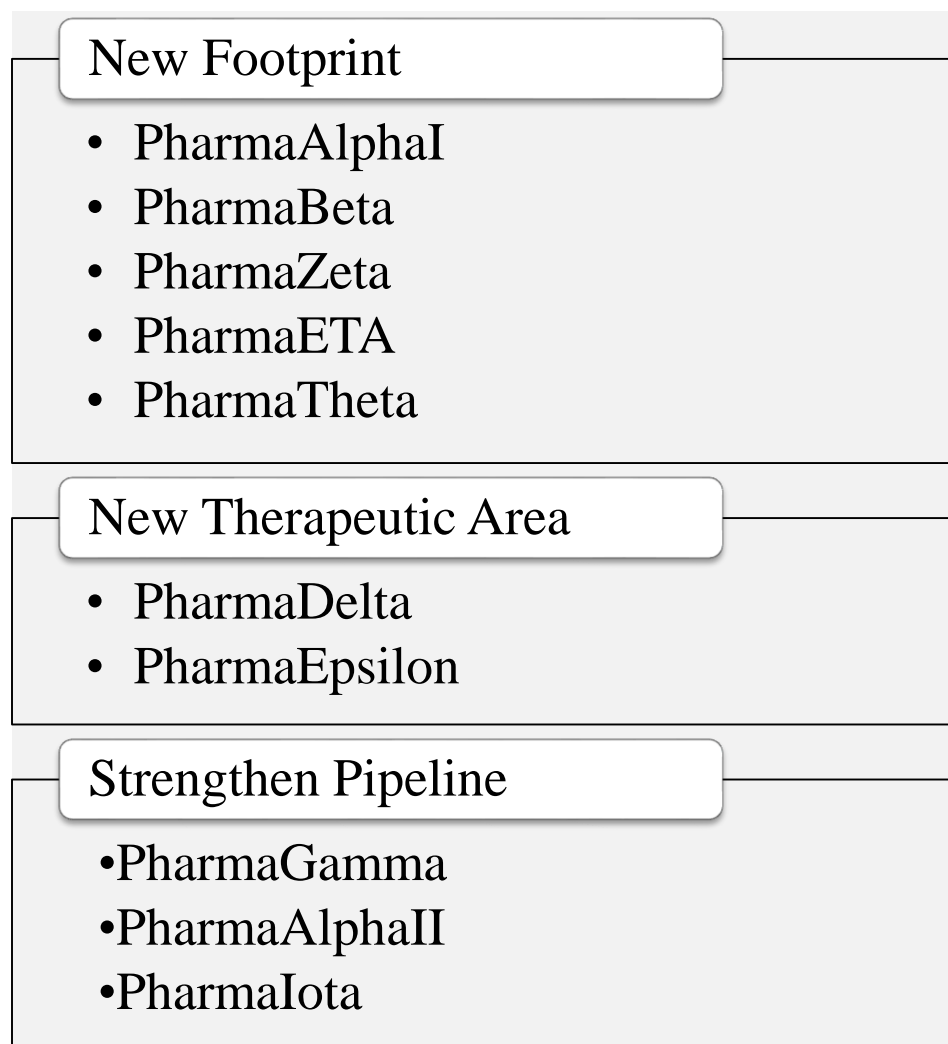 New Footprint
• PharmaAlphaI
• PharmaBeta
• PharmaZeta
• PharmaETA
• PharmaTheta
New Therapeutic Area
• PharmaDelta
• PharmaEpsilon
Strengthen Pipeline
•PharmaGamma
•PharmaAlphaII
•PharmaIota